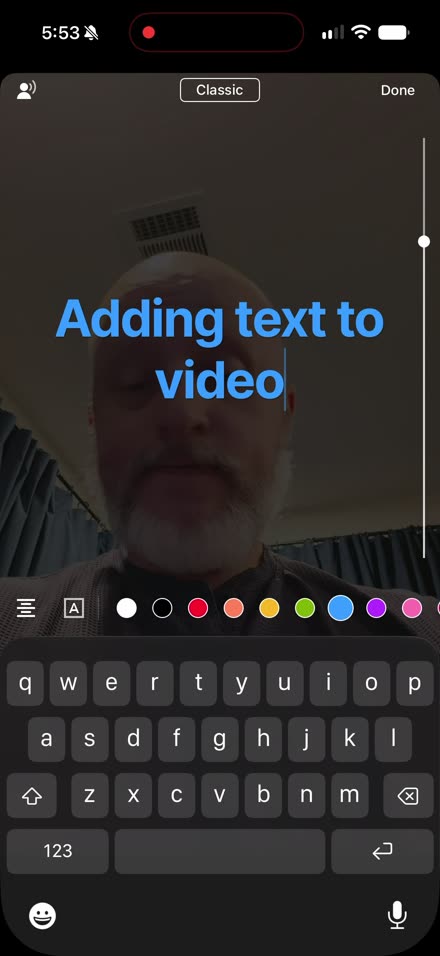 5:53
Classic
Done
Adding text to
video
A
q w e r t y u i o p
a s d f g h j k l
z x c v b n m
123